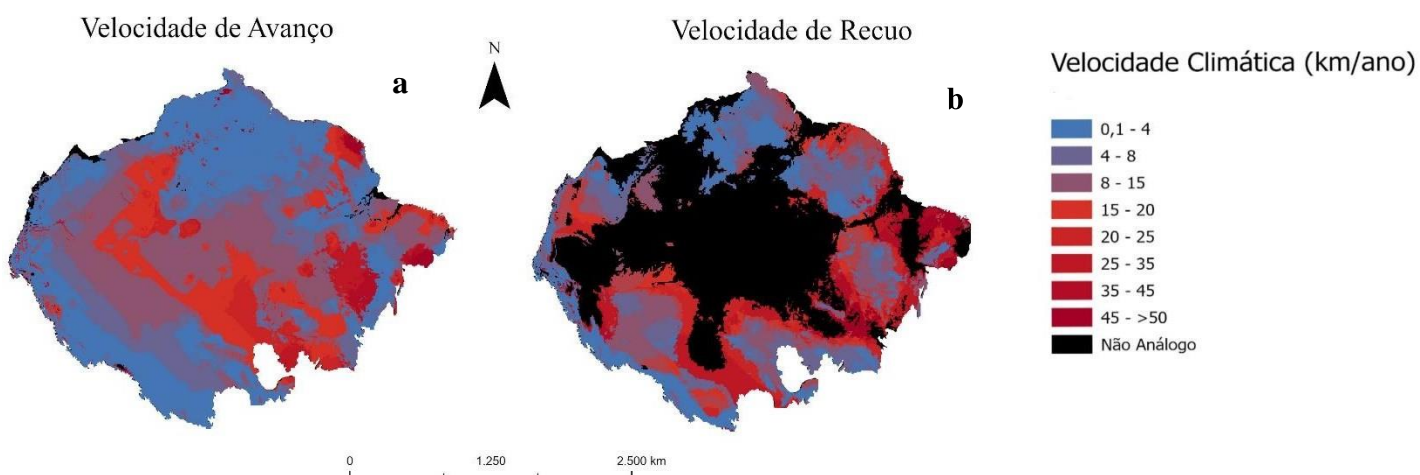 Velocidade de Avanço
Velocidade de Recuo
N
a
b
Velocidade Climática (km/ano)
0,1 - 4
4 - 8
8 - 15
15 - 20
20 - 25
25 - 35
35 - 45
45 - >50
Não Análogo
0 1.250 2.500 km